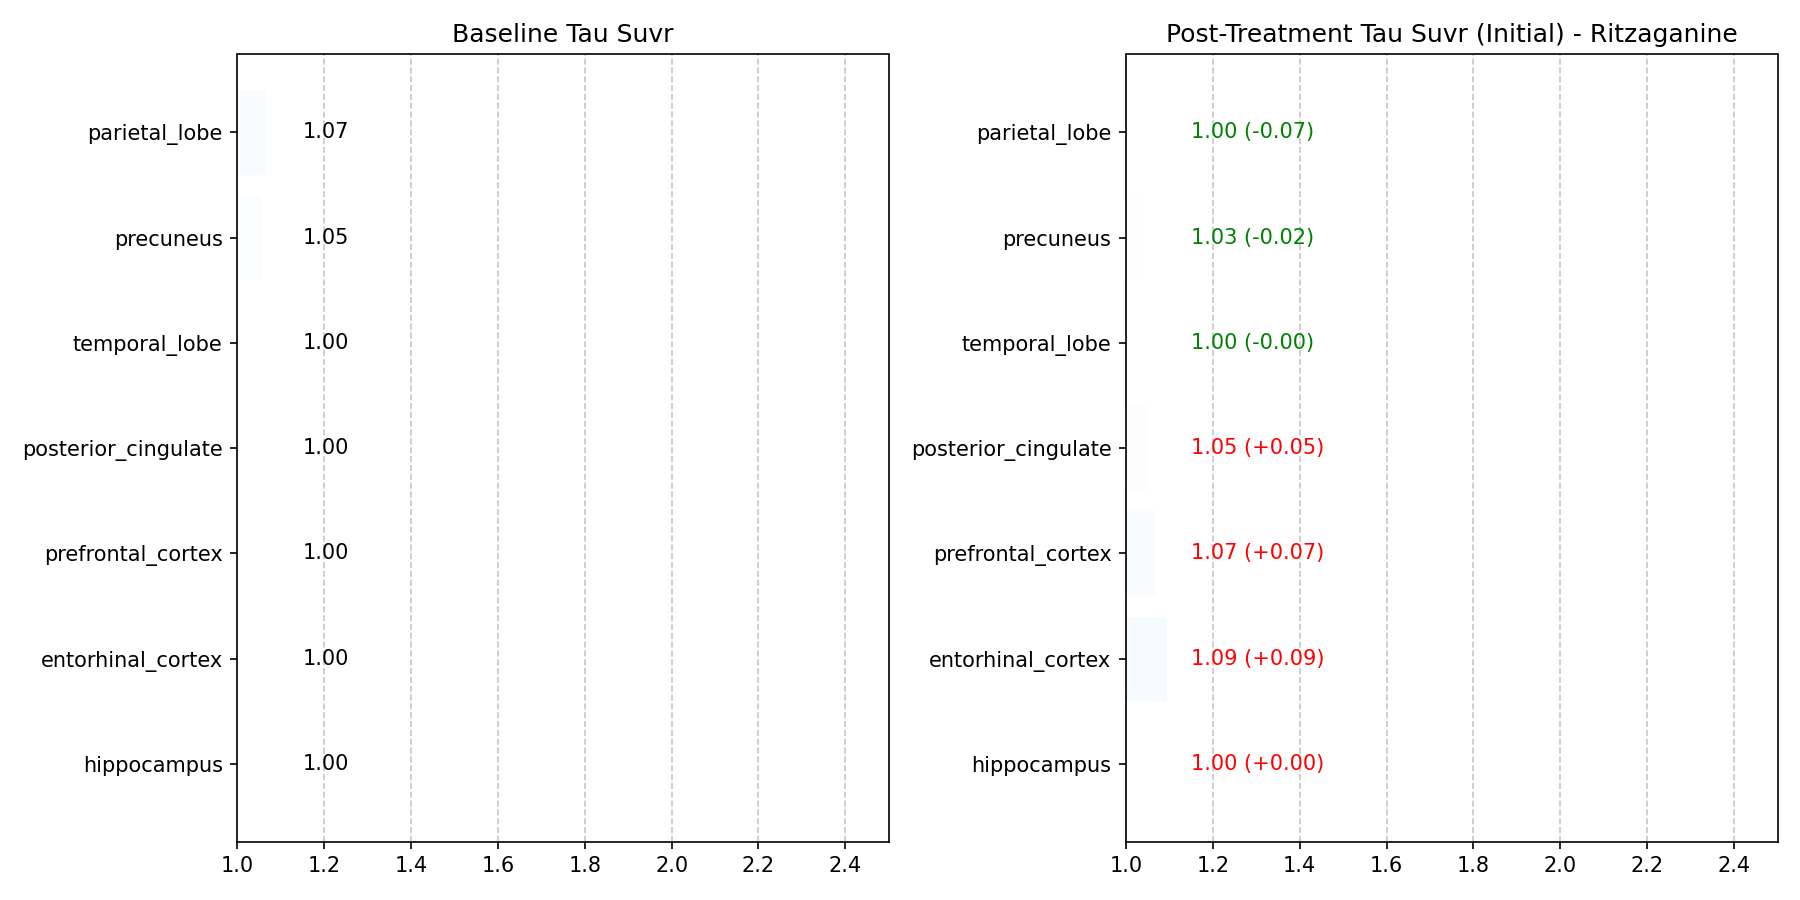 Baseline Tau Suvr
parietal_lobe 1.07
precuneus 1.05
temporal_lobe 1.00
posterior_cingulate 1.00
prefrontal_cortex 1.00
entorhinal_cortex 1.00
hippocampus 1.00
1.0 1.2 1.4 1.6 1.8 2.0 2.2 2.4
Post-Treatment Tau Suvr (Initial) - Ritzaganine
parietal_lobe 1.00 (-0.07)
precuneus 1.03 (-0.02)
temporal_lobe 1.00 (-0.00)
posterior_cingulate 1.05 (+0.05)
prefrontal_cortex 1.07 (+0.07)
entorhinal_cortex 1.09 (+0.09)
hippocampus 1.00 (+0.00)
1.0 1.2 1.4 1.6 1.8 2.0 2.2 2.4